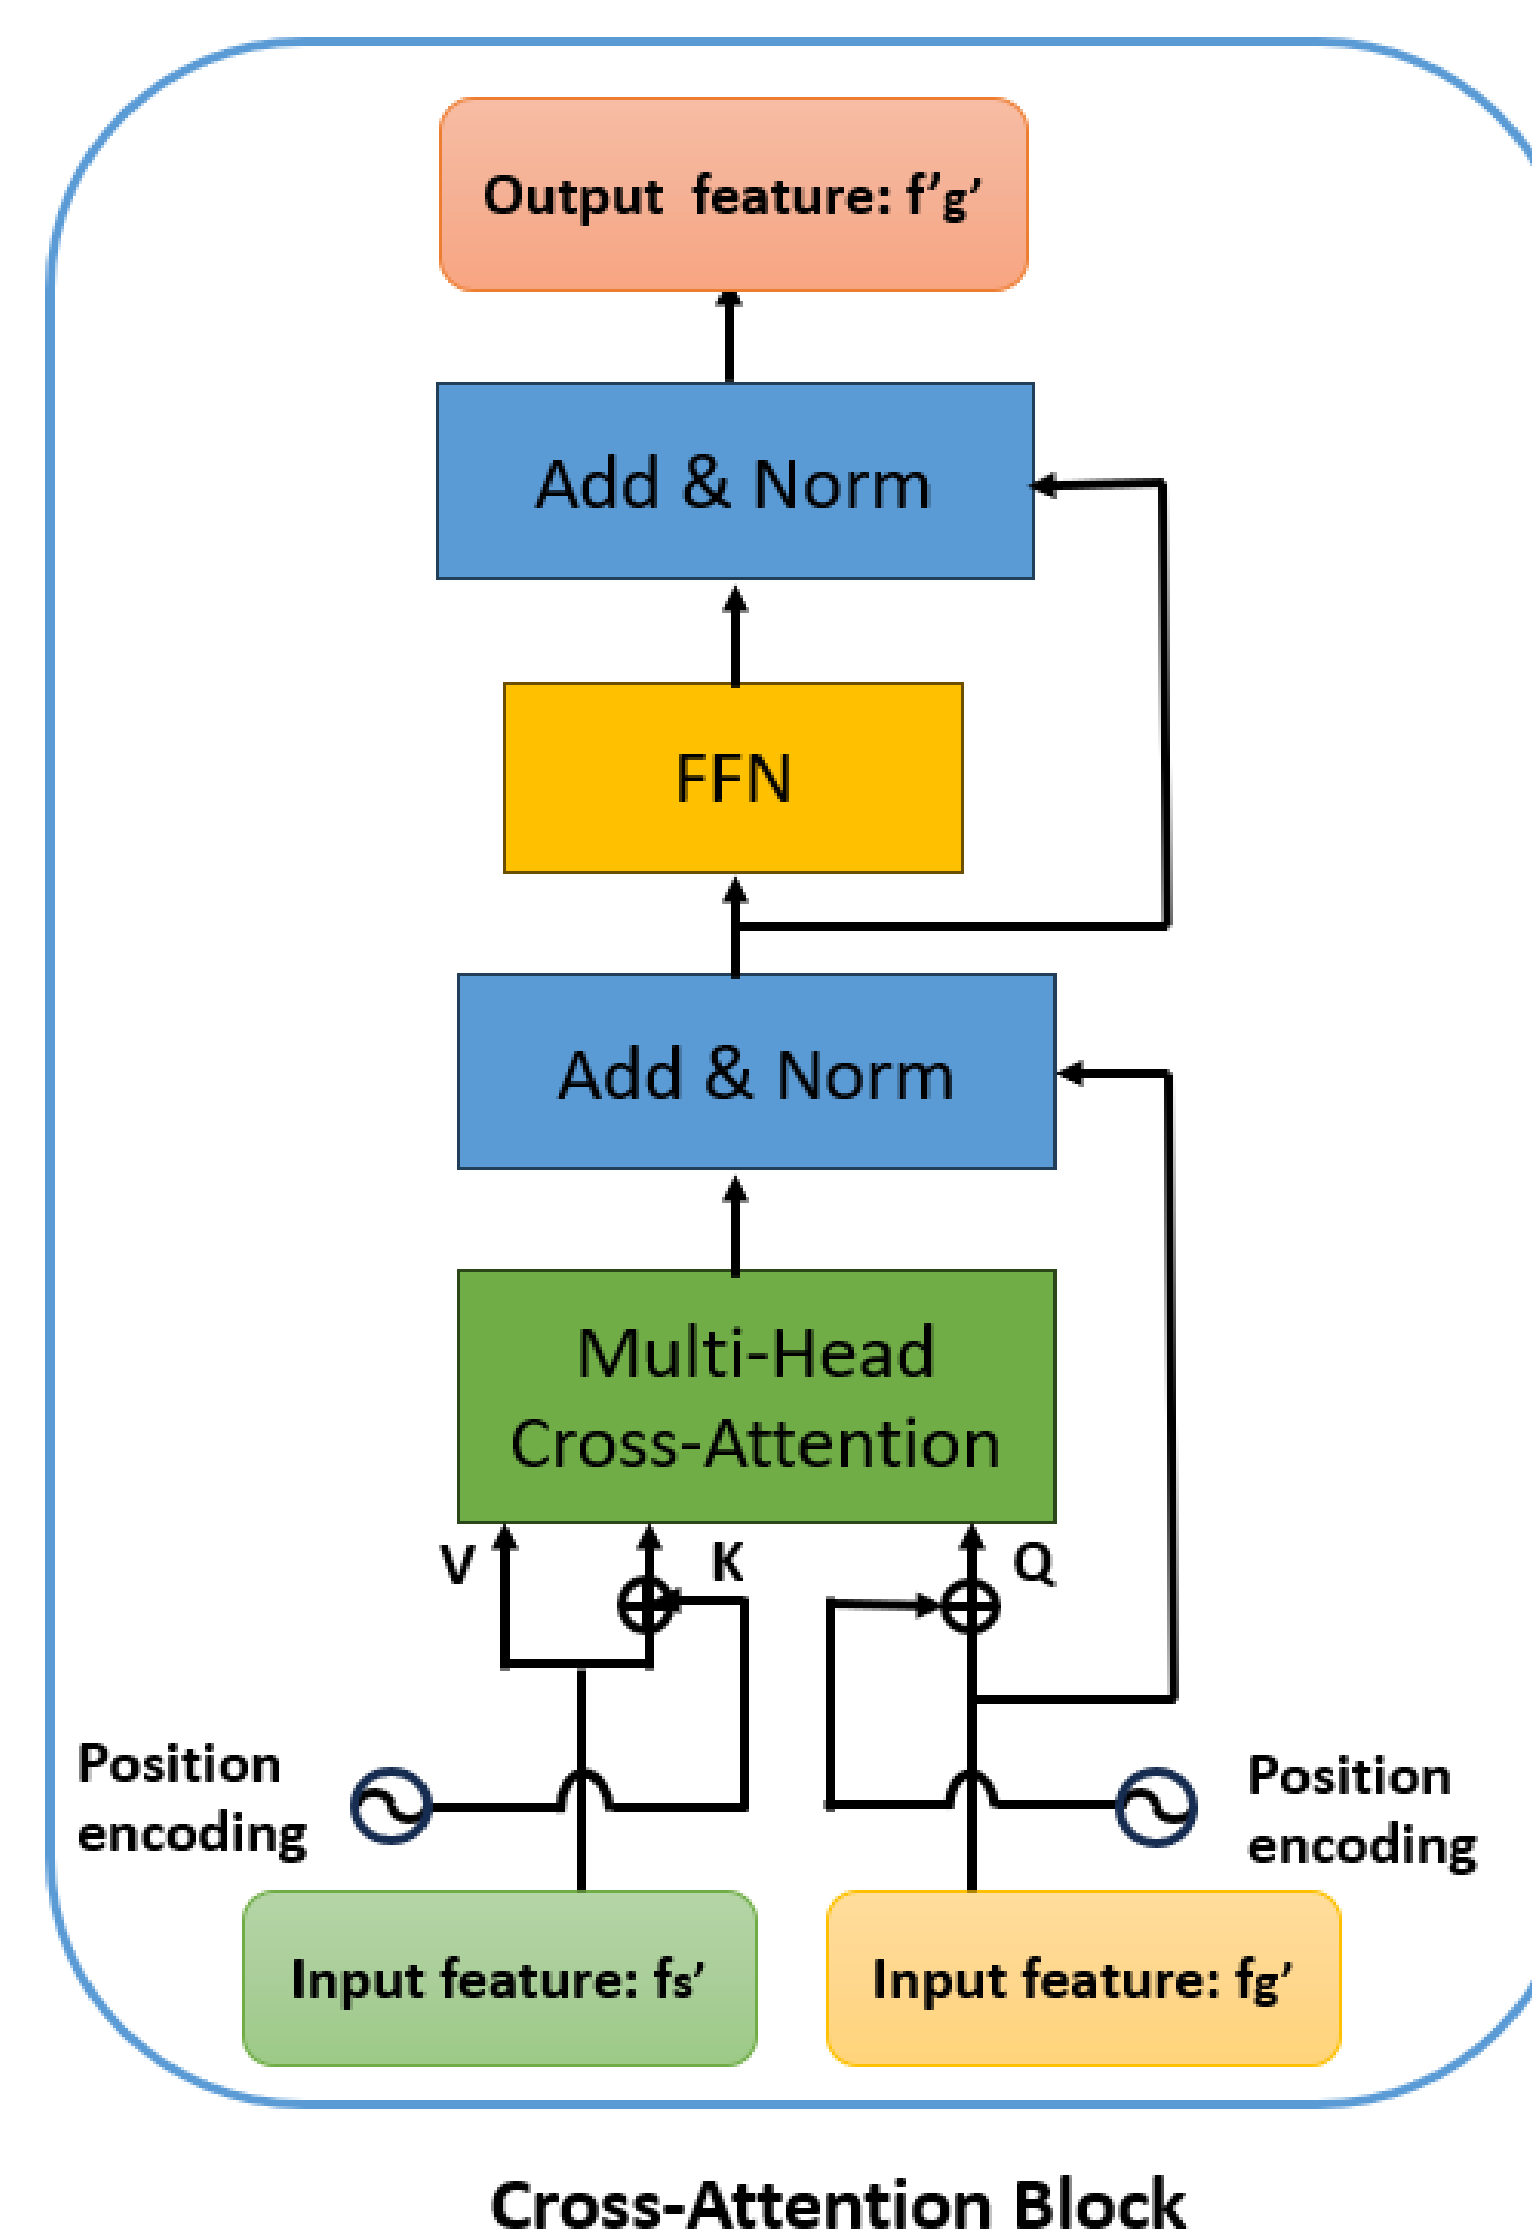 Output feature: f’g’
Add & Norm
FFN
Add & Norm
Multi-Head
Cross-Attention
V
K
Q
Position
encoding
Position
encoding
Input feature: fs’
Input feature: fg’
Cross-Attention Block